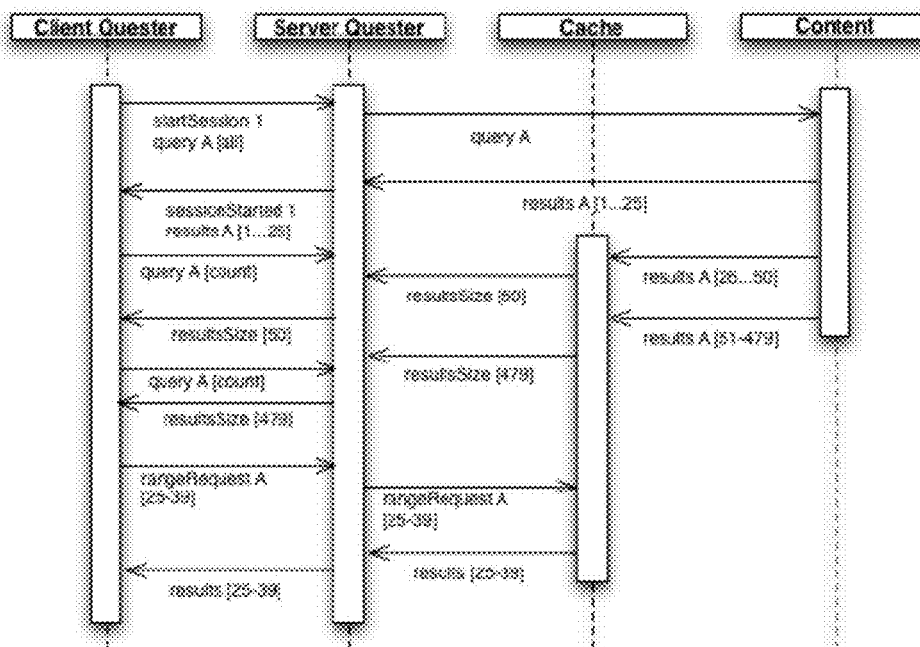 Client Quester
Server Quester
Cache
Content
startSession 1
query A [all]
query A
results A [1...25]
sessionStarted 1
results A [1...25]
query A [count]
results A [26...50]
resultsSize [50]
resultsSize [50]
results A [51-479]
resultsSize [479]
query A [count]
resultsSize [479]
rangeRequest A
[25-39]
rangeRequest A
[25-39]
results [25-39]
results [25-39]